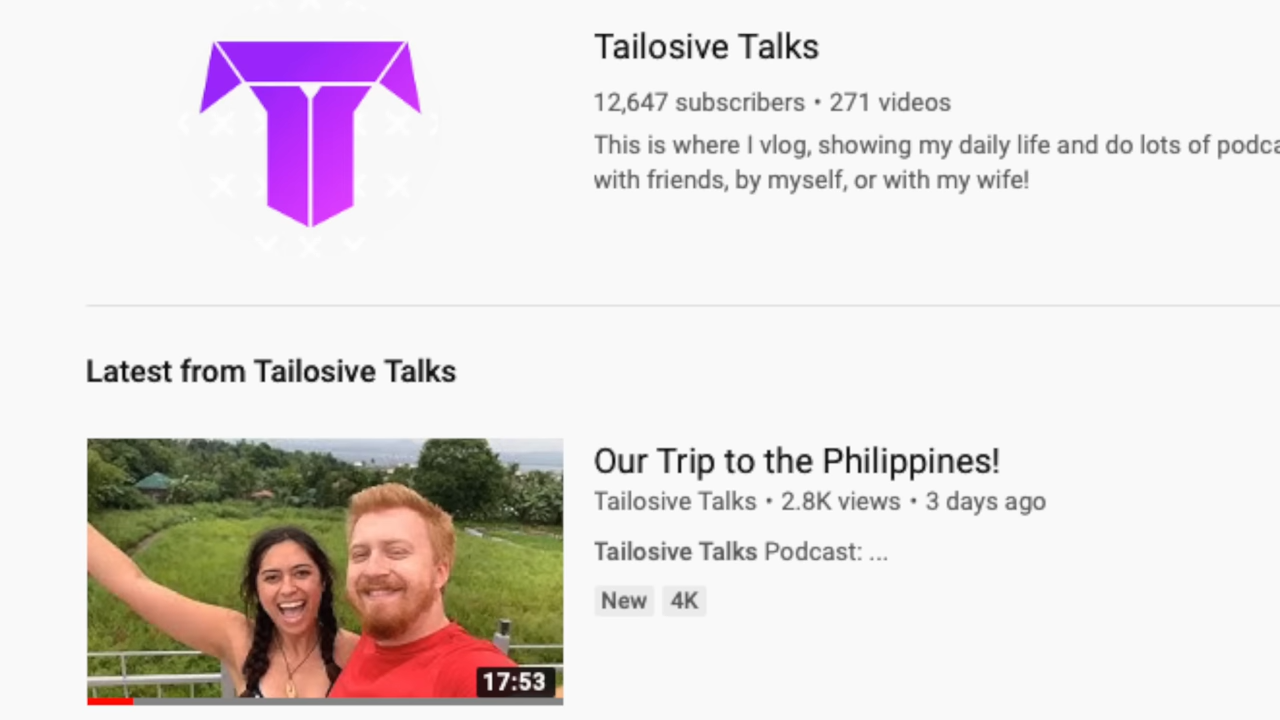 Tailosive Talks
12,647 subscribers • 271 videos
This is where I vlog, showing my daily life and do lots of
with friends, by myself, or with my wife!
Latest from Tailosive Talks
Our Trip to the Philippines!
Tailosive Talks • 2.8K views • 3 days ago
Tailosive Talks Podcast: ...
New 4K
17:53